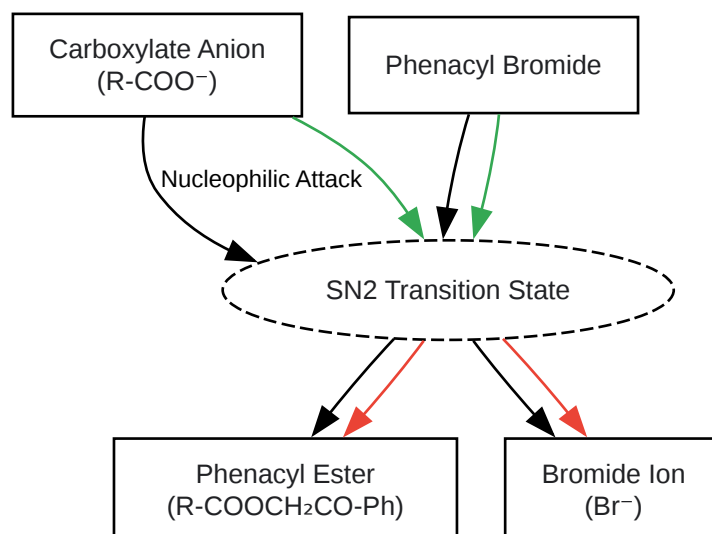 Carboxylate Anion
(R-COO⁻)
Phenacyl Bromide
Nucleophilic Attack
SN2 Transition State
Phenacyl Ester
(R-COOCH₂CO-Ph)
Bromide Ion
(Br⁻)